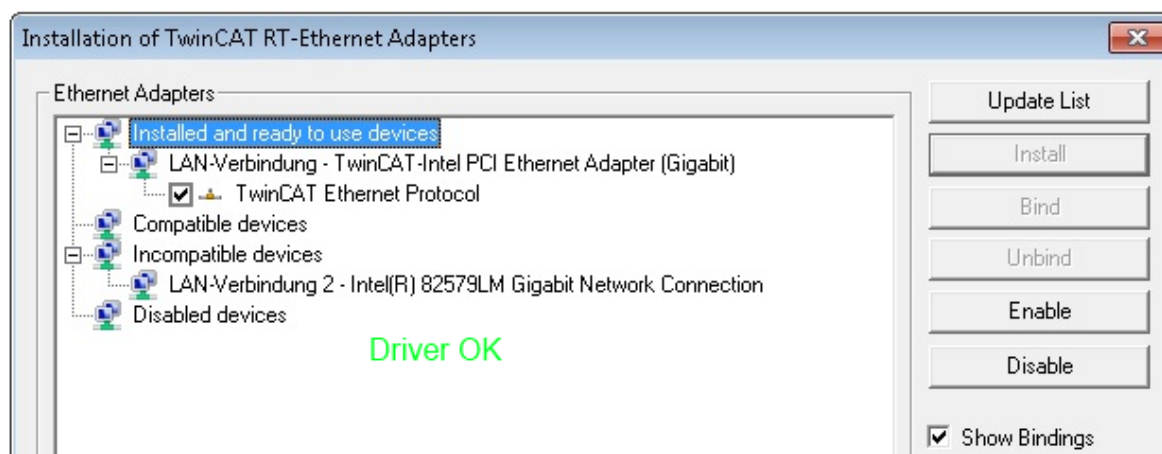 Installation of TwinCAT RT-Ethernet Adapters
Ethernet Adapters
Installed and ready to use devices
LAN-Verbindung - TwinCAT-Intel PCI Ethernet Adapter (Gigabit)
TwinCAT Ethernet Protocol
Compatible devices
Incompatible devices
LAN-Verbindung 2 - Intel(R) 82579LM Gigabit Network Connection
Disabled devices
Driver OK
Update List
Install
Bind
Unbind
Enable
Disable
Show Bindings